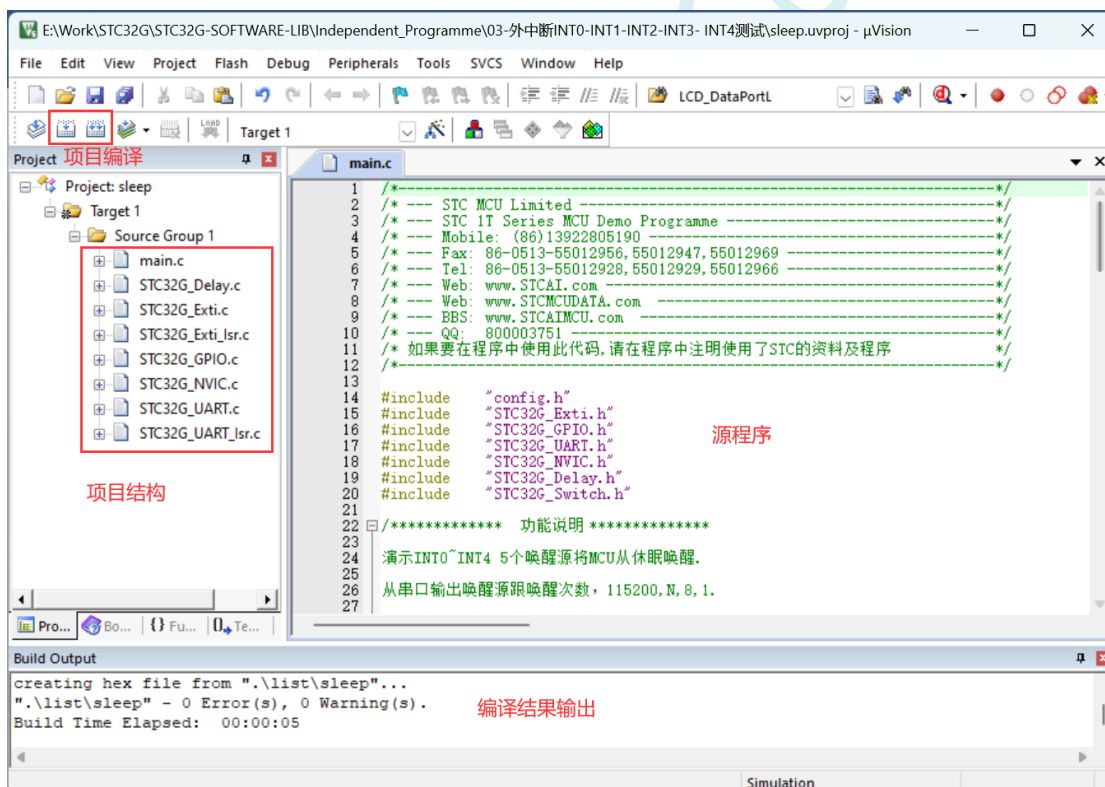 E:\Work\STC32G\STC32G-SOFTWARE-LIB\Independent_Programme\03-外中断INT0-INT1-INT2-INT3- INT4测试\sleep.uvproj - µVision
File Edit View Project Flash Debug Peripherals Tools SVCS Window Help
LCD_DataPortL
LOAD
Target 1
Project
项目编译
Project: sleep
Target 1
Source Group 1
main.c
STC32G_Delay.c
STC32G_Exti.c
STC32G_Exti_Isr.c
STC32G_GPIO.c
STC32G_NVIC.c
STC32G_UART.c
STC32G_UART_Isr.c
项目结构
Pro... Bo... {} Fu... 0 Te...
main.c
1 /*---------------------------------------------------------------------*/
2 /* --- STC MCU Limited ------------------------------------------------*/
3 /* --- STC 1T Series MCU Demo Programme -------------------------------*/
4 /* --- Mobile: (86)13922805190 ----------------------------------------*/
5 /* --- Fax: 86-0513-55012956,55012947,55012969 ------------------------*/
6 /* --- Tel: 86-0513-55012928,55012929,55012966 ------------------------*/
7 /* --- Web: www.STCAI.com ---------------------------------------------*/
8 /* --- Web: www.STCMCUDATA.com  ---------------------------------------*/
9 /* --- BBS: www.STCAIMCU.com  -----------------------------------------*/
10 /* --- QQ:  800003751 -------------------------------------------------*/
11 /* 如果要在程序中使用此代码,请在程序中注明使用了STC的资料及程序            */
12 /*---------------------------------------------------------------------*/
13
14 #include "config.h"
15 #include "STC32G_Exti.h"
16 #include "STC32G_GPIO.h"
17 #include "STC32G_UART.h"
18 #include "STC32G_NVIC.h"
19 #include "STC32G_Delay.h"
20 #include "STC32G_Switch.h"
21
22 /************* 功能说明 **************
23
24 演示INT0~INT4 5个唤醒源将MCU从休眠唤醒.
25
26 从串口输出唤醒源跟唤醒次数，115200,N,8,1.
27
源程序
Build Output
creating hex file from ".\list\sleep"...
".\list\sleep" - 0 Error(s), 0 Warning(s).
Build Time Elapsed:  00:00:05
编译结果输出
Simulation